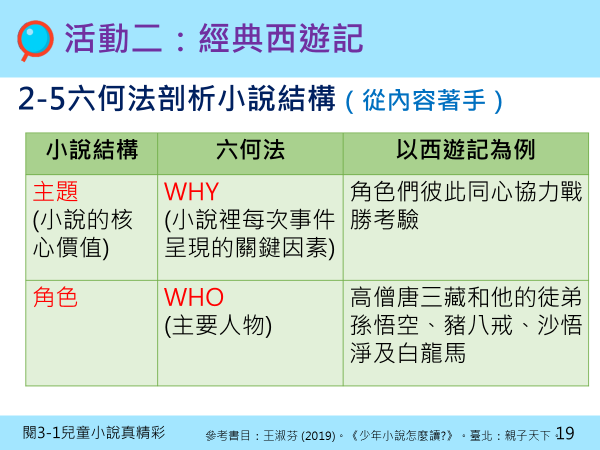 活動二：經典西遊記
2-5六何法剖析小說結構（從內容著手）
小說結構
六何法
以西遊記為例
主題
(小說的核
心價值)
WHY
(小說裡每次事件
呈現的關鍵因素)
角色們彼此同心協力戰
勝考驗
角色
WHO
(主要人物)
高僧唐三藏和他的徒弟
孫悟空、豬八戒、沙悟
淨及白龍馬
閱3-1兒童小說真精彩
參考書目：王淑芬 (2019)。《少年小說怎麼讀?》。臺北：親子天下。
19